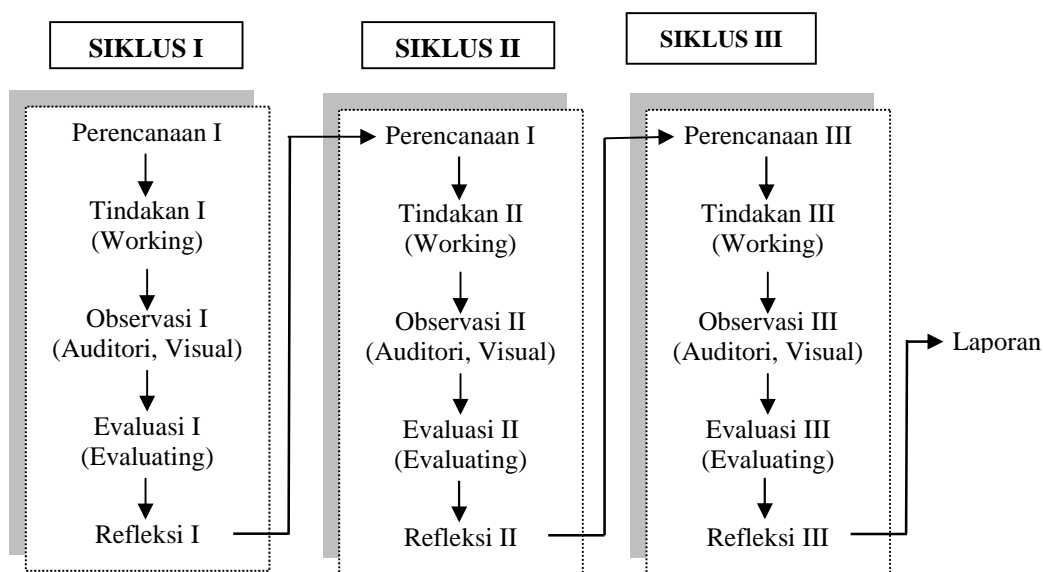 SIKLUS I
Perencanaan I
Tindakan I
(Working)
Observasi I
(Auditori, Visual)
Evaluasi I
(Evaluating)
Refleksi I
SIKLUS II
Perencanaan I
Tindakan II
(Working)
Observasi II
(Auditori, Visual)
Evaluasi II
(Evaluating)
Refleksi II
SIKLUS III
Perencanaan III
Tindakan III
(Working)
Observasi III
(Auditori, Visual)
Evaluasi III
(Evaluating)
Refleksi III
Laporan